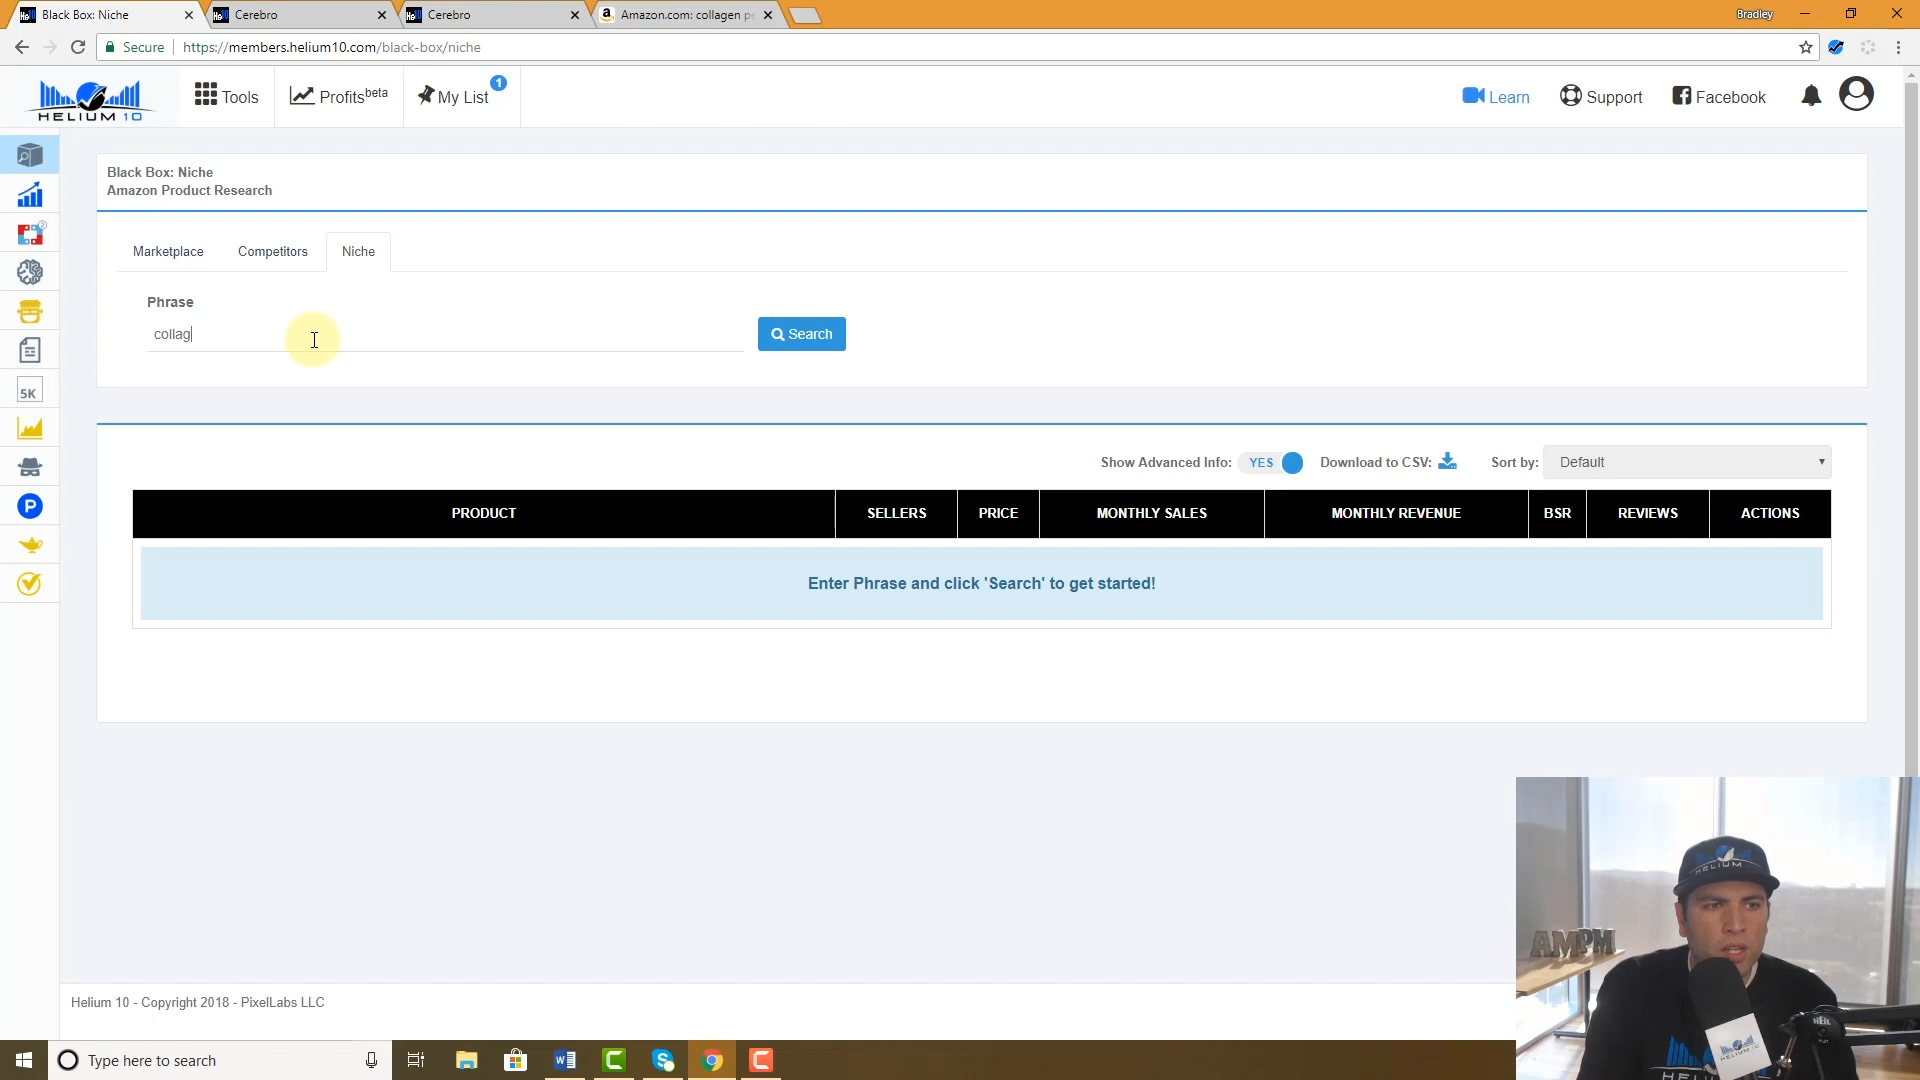 Black Box: Niche
Cerebro
Cerebro
Amazon.com: collagen p
Bradley
Secure
https://members.helium10.com/black-box/niche
HELIUM 10
Tools
Profits beta
My List
1
Learn
Support
Facebook
Black Box: Niche
Amazon Product Research
Marketplace
Competitors
Niche
Phrase
collag
Search
5K
P
Show Advanced Info:
YES
Download to CSV:
Sort by:
Default
PRODUCT
SELLERS
PRICE
MONTHLY SALES
MONTHLY REVENUE
BSR
REVIEWS
ACTIONS
Enter Phrase and click 'Search' to get started!
HELIUM
AMPM
HELIUM 10
Helium 10 - Copyright 2018 - PixelLabs LLC
Type here to search